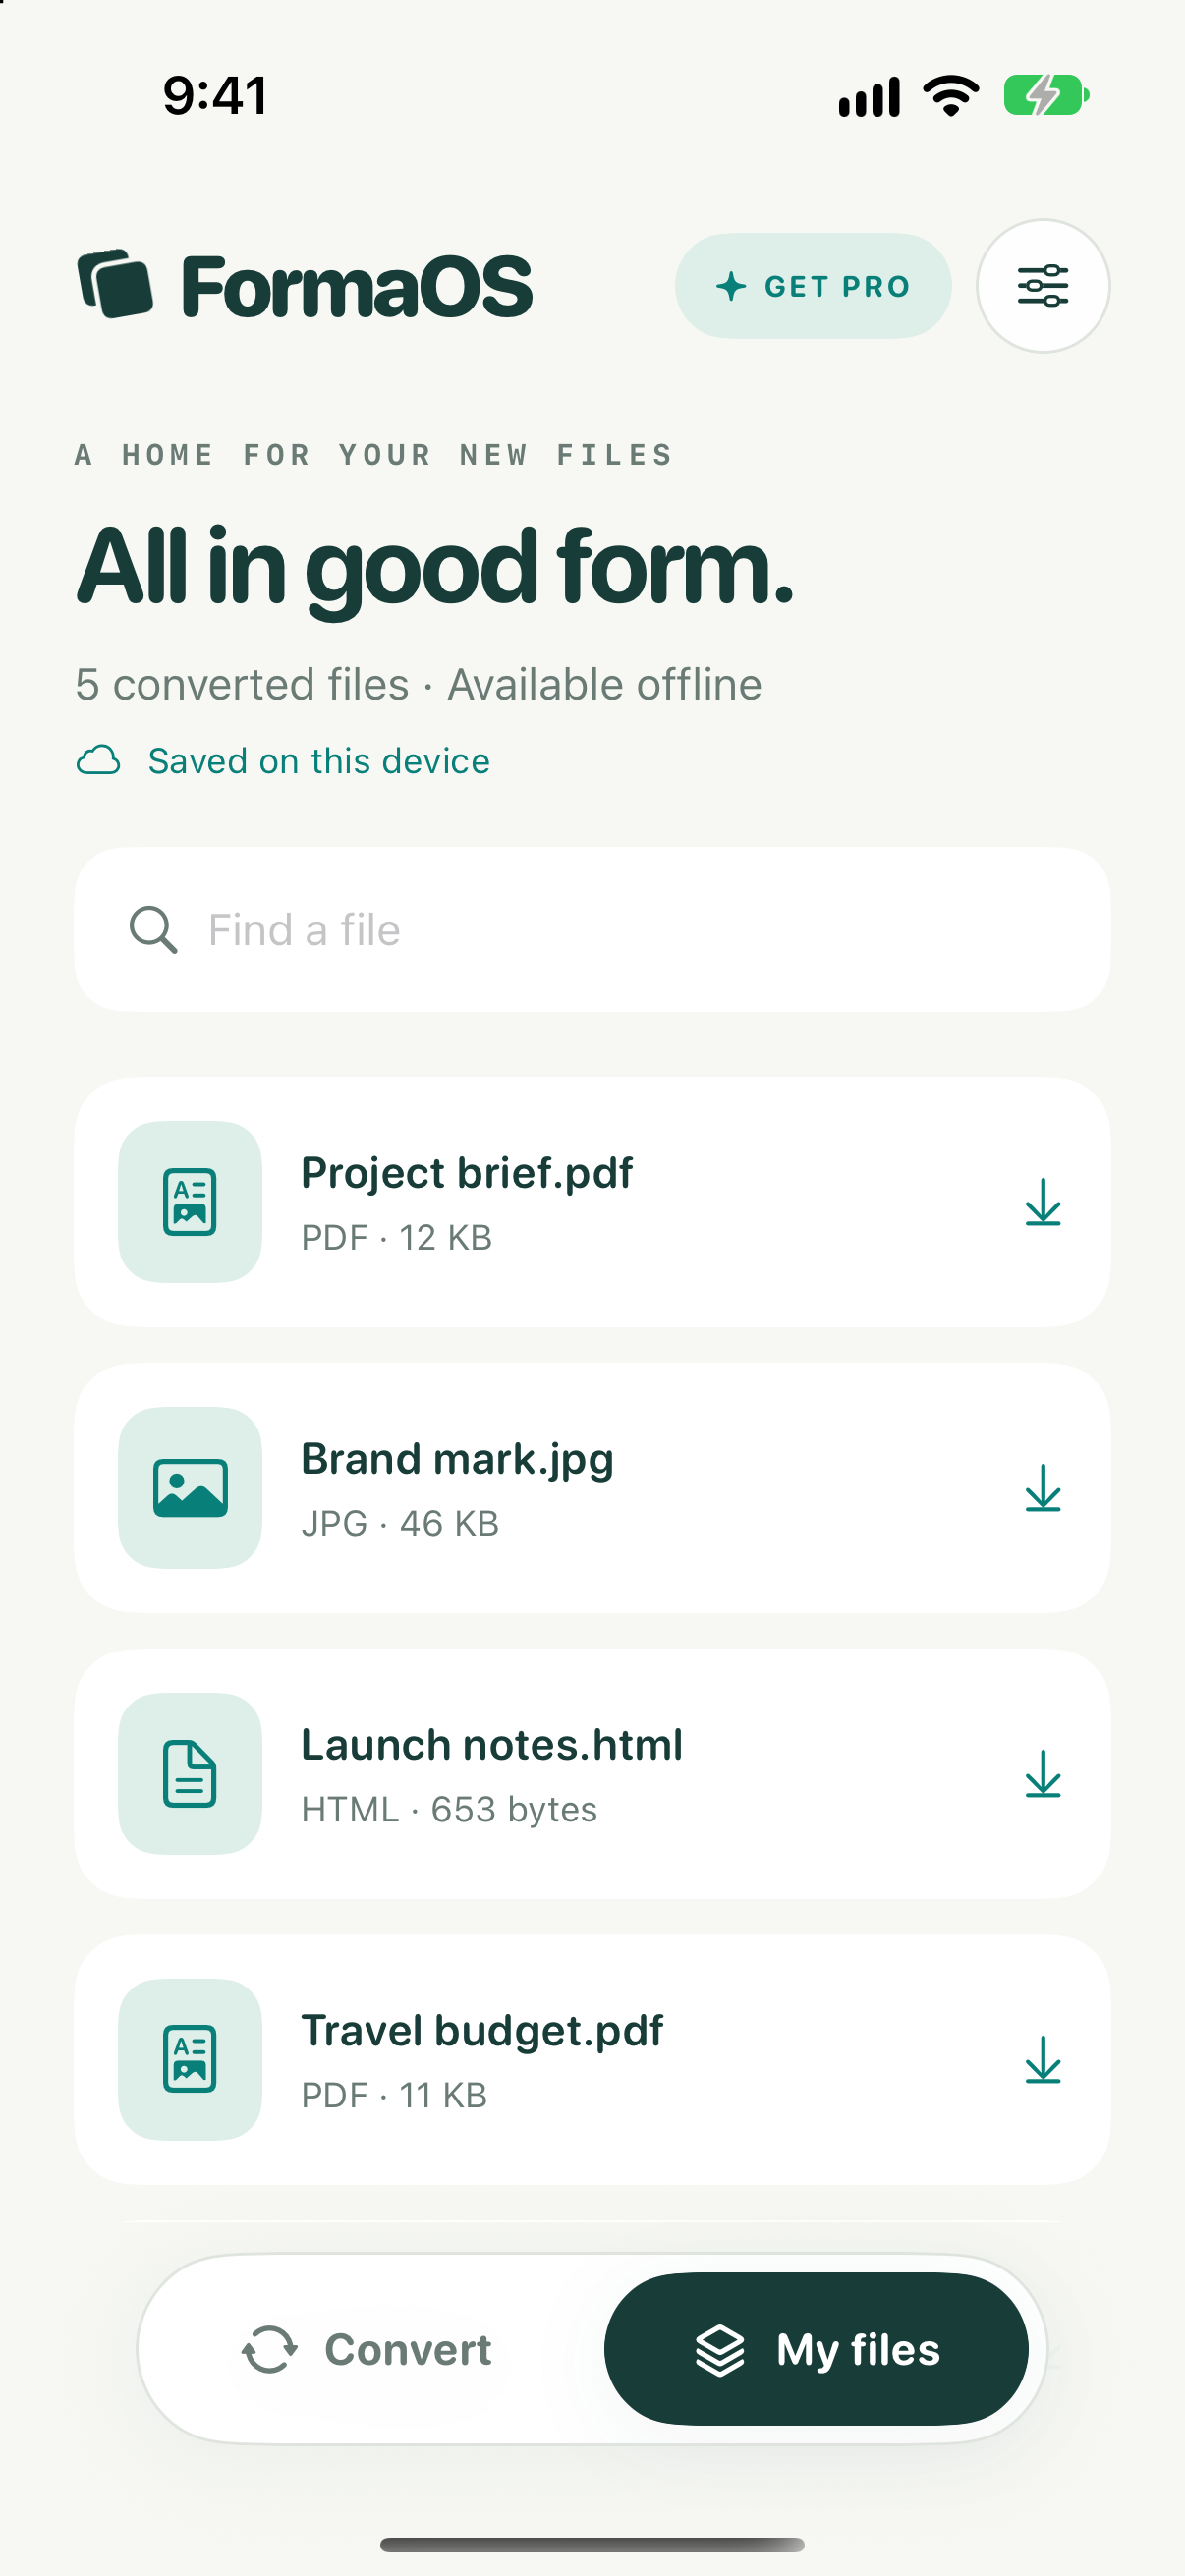 9:41
FormaOS
GET PRO
A HOME FOR YOUR NEW FILES
All in good form.
5 converted files · Available offline
Saved on this device
Find a file
Project brief.pdf
PDF · 12 KB
Brand mark.jpg
JPG · 46 KB
Launch notes.html
HTML · 653 bytes
Travel budget.pdf
PDF · 11 KB
Convert
My files